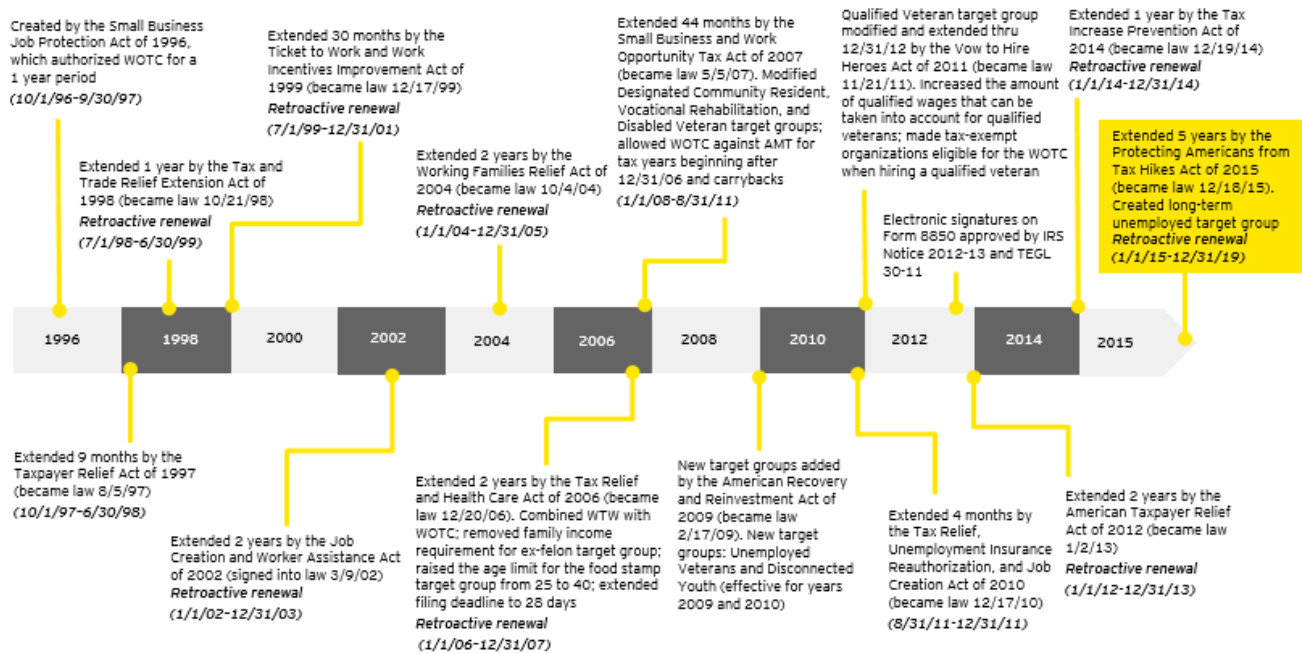 Created by the Small Business
Job Protection Act of 1996,
which authorized WOTC for a
1 year period
(10/1/96-9/30/97)
Extended 1 year by the Tax and
Trade Relief Extension Act of
1998 (became law 10/21/98)
Retroactive renewal
(7/1/98-6/30/99)
Extended 30 months by the
Ticket to Work and Work
Incentives Improvement Act of
1999 (became law 12/17/99)
Retroactive renewal
(7/1/99-12/31/01)
Extended 2 years by the
Working Families Relief Act of
2004 (became law 10/4/04)
Retroactive renewal
(1/1/04-12/31/05)
Extended 44 months by the
Small Business and Work
Opportunity Tax Act of 2007
(became law 5/5/07). Modified
Designated Community Resident,
Vocational Rehabilitation, and
Disabled Veteran target groups;
allowed WOTC against AMT for
tax years beginning after
12/31/06 and carrybacks
(1/1/08-8/31/11)
Qualified Veteran target group
modified and extended thru
12/31/12 by the Vow to Hire
Heroes Act of 2011 (became law
11/21/11). Increased the amount
of qualified wages that can be
taken into account for qualified
veterans; made tax-exempt
organizations eligible for the WOTC
when hiring a qualified veteran
Electronic signatures on
Form 8850 approved by IRS
Notice 2012-13 and TEGL
30-11
Extended 1 year by the Tax
Increase Prevention Act of
2014 (became law 12/19/14)
Retroactive renewal
(1/1/14-12/31/14)
Extended 5 years by the
Protecting Americans from
Tax Hikes Act of 2015
(became law 12/18/15).
Created long-term
unemployed target group
Retroactive renewal
(1/1/15-12/31/19)
1996 1998 2000 2002 2004 2006 2008 2010 2012 2014 2015
Extended 9 months by the
Taxpayer Relief Act of 1997
(became law 8/5/97)
(10/1/97-6/30/98)
Extended 2 years by the Job
Creation and Worker Assistance Act
of 2002 (signed into law 3/9/02)
Retroactive renewal
(1/1/02-12/31/03)
Extended 2 years by the Tax Relief
and Health Care Act of 2006 (became
law 12/20/06). Combined WTW with
WOTC; removed family income
requirement for ex-felon target group;
raised the age limit for the food stamp
target group from 25 to 40; extended
filing deadline to 28 days
Retroactive renewal
(1/1/06-12/31/07)
New target groups added
by the American Recovery
and Reinvestment Act of
2009 (became law
2/17/09). New target
groups: Unemployed
Veterans and Disconnected
Youth (effective for years
2009 and 2010)
Extended 4 months by
the Tax Relief,
Unemployment Insurance
Reauthorization, and Job
Creation Act of 2010
(became law 12/17/10)
(8/31/11-12/31/11)
Extended 2 years by the
American Taxpayer Relief
Act of 2012 (became law
1/2/13)
Retroactive renewal
(1/1/12-12/31/13)